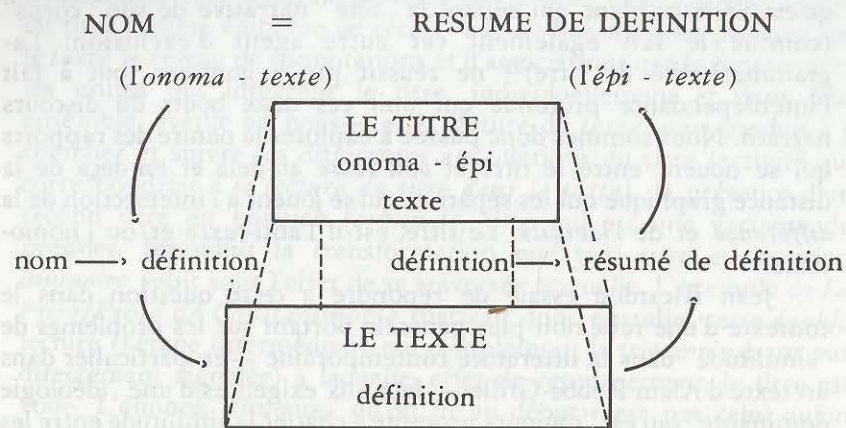 NOM = RESUME DE DEFINITION
(l'onoma - texte) (l'épi - texte)
LE TITRE
onoma - épi
texte
nom → définition définition → résumé de définition
LE TEXTE
définition